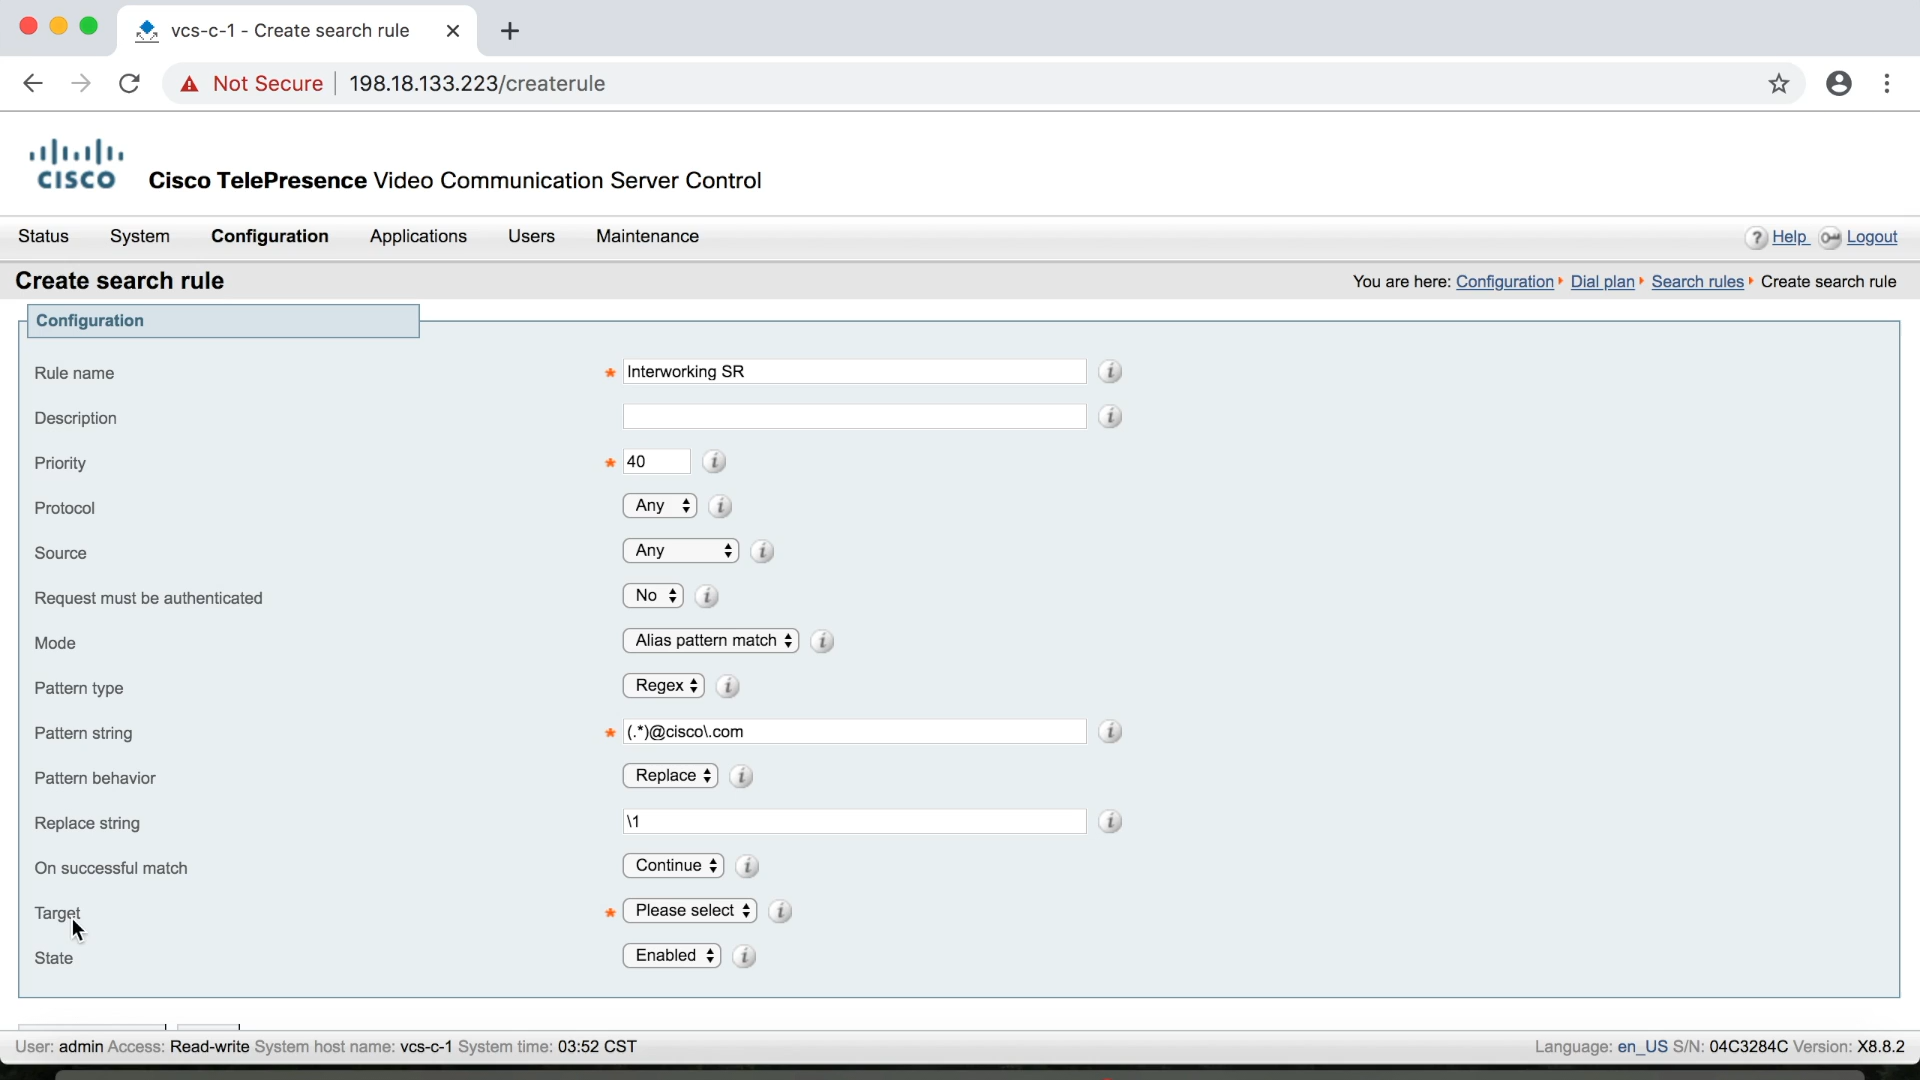 vcs-c-1 - Create search rule
Not Secure 198.18.133.223/createrule
CISCO Cisco TelePresence Video Communication Server Control
Status System Configuration Applications Users Maintenance ? Help Logout
Create search rule You are here: Configuration Dial plan Search rules Create search rule
Configuration
Rule name * Interworking SR i
Description i
Priority * 40 i
Protocol Any i
Source Any i
Request must be authenticated No i
Mode Alias pattern match i
Pattern type Regex i
Pattern string * (.*)@cisco\.com i
Pattern behavior Replace i
Replace string \1 i
On successful match Continue i
Target * Please select i
State Enabled i
User: admin Access: Read-write System host name: vcs-c-1 System time: 03:52 CST Language: en_US S/N: 04C3284C Version: X8.8.2